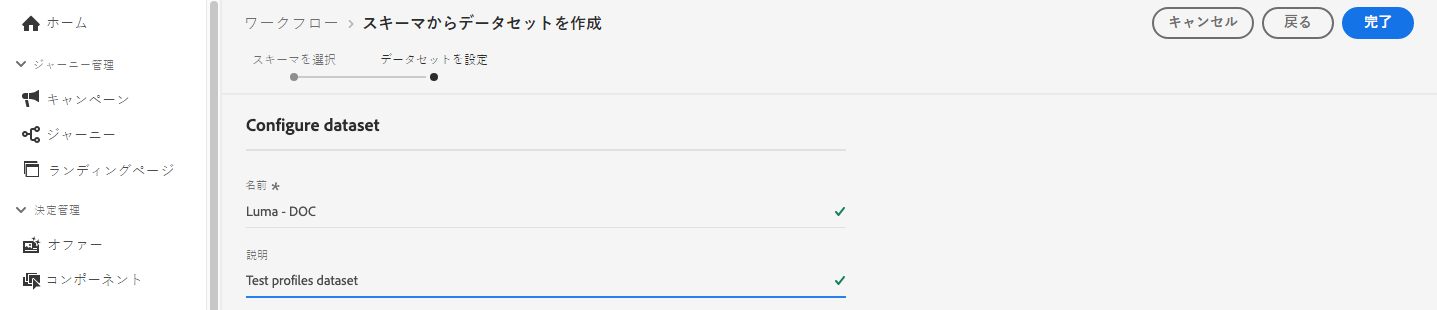 ホーム
ジャーニー管理
キャンペーン
ジャーニー
ランディングページ
決定管理
オファー
コンポーネント
ワークフロー > スキーマからデータセットを作成
キャンセル 戻る 完了
スキーマを選択 データセットを設定
Configure dataset
名前 *
Luma - DOC
説明
Test profiles dataset